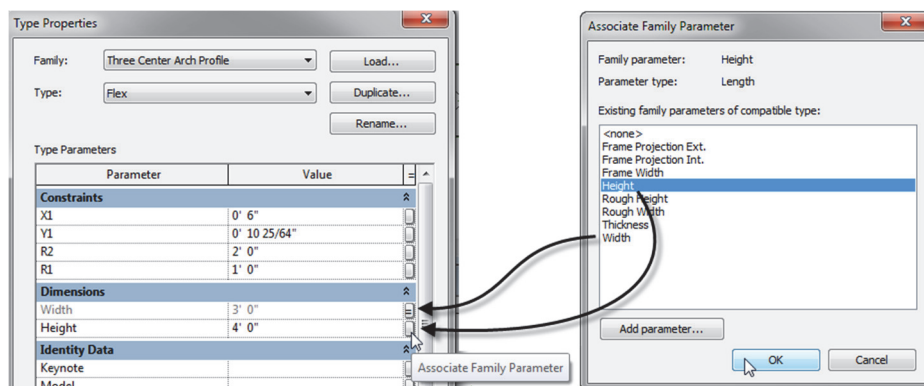 Type Properties
Family: Three Center Arch Profile Load...
Type: Flex Duplicate...
Rename...
Type Parameters
Parameter Value =
Constraints
X1 0' 6"
Y1 0' 10 25/64"
R2 2' 0"
R1 1' 0"
Dimensions
Width 3' 0" =
Height 4' 0"
Identity Data
Keynote
Model
Associate Family Parameter
Associate Family Parameter
Family parameter: Height
Parameter type: Length
Existing family parameters of compatible type:
<none>
Frame Projection Ext.
Frame Projection Int.
Frame Width
Height
Rough Height
Rough Width
Thickness
Width
Add parameter...
OK Cancel